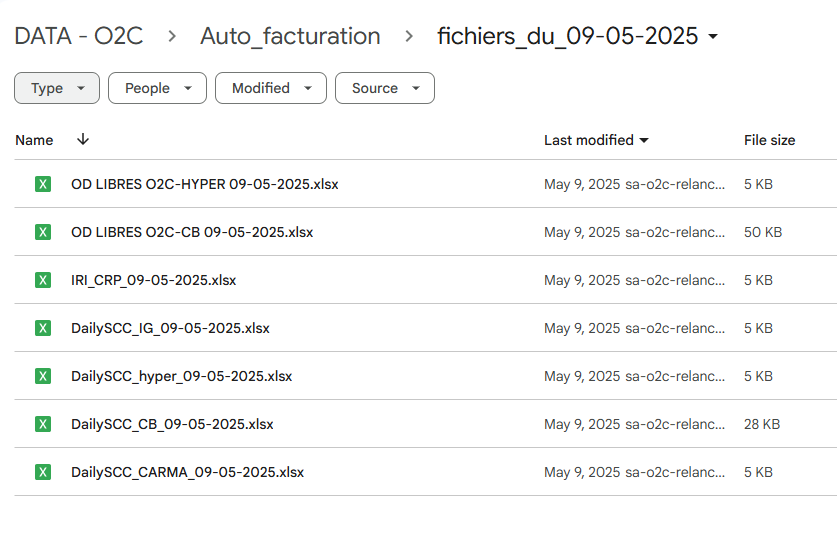 DATA - O2C > Auto_facturation > fichiers_du_09-05-2025
Type People Modified Source
Name Last modified File size
X OD LIBRES O2C-HYPER 09-05-2025.xlsx May 9, 2025 sa-o2c-relanc... 5 KB
X OD LIBRES O2C-CB 09-05-2025.xlsx May 9, 2025 sa-o2c-relanc... 50 KB
X IRI_CRP_09-05-2025.xlsx May 9, 2025 sa-o2c-relanc... 5 KB
X DailySCC_IG_09-05-2025.xlsx May 9, 2025 sa-o2c-relanc... 5 KB
X DailySCC_hyper_09-05-2025.xlsx May 9, 2025 sa-o2c-relanc... 5 KB
X DailySCC_CB_09-05-2025.xlsx May 9, 2025 sa-o2c-relanc... 28 KB
X DailySCC_CARMA_09-05-2025.xlsx May 9, 2025 sa-o2c-relanc... 5 KB